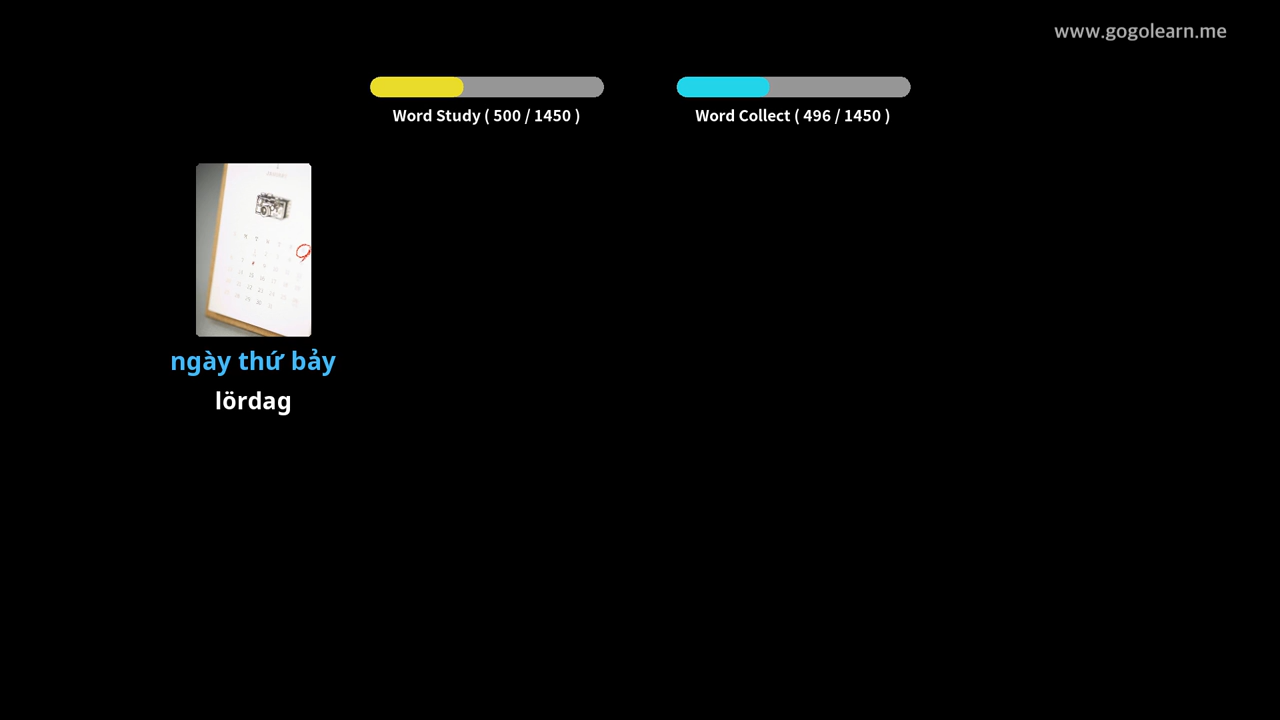 www.gogolearn.me
Word Study ( 500 / 1450 )
Word Collect ( 496 / 1450 )
ngày thứ bảy
lördag